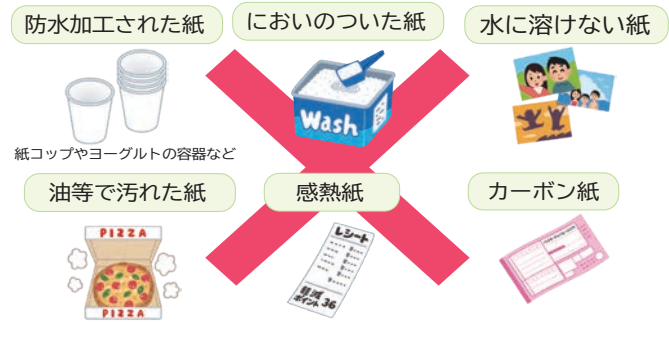 防水加工された紙
においのついた紙
水に溶けない紙
Wash
紙コップやヨーグルトの容器など
油等で汚れた紙
感熱紙
カーボン紙
PIZZA
PIZZA
レシート
軽減
ポイント 36